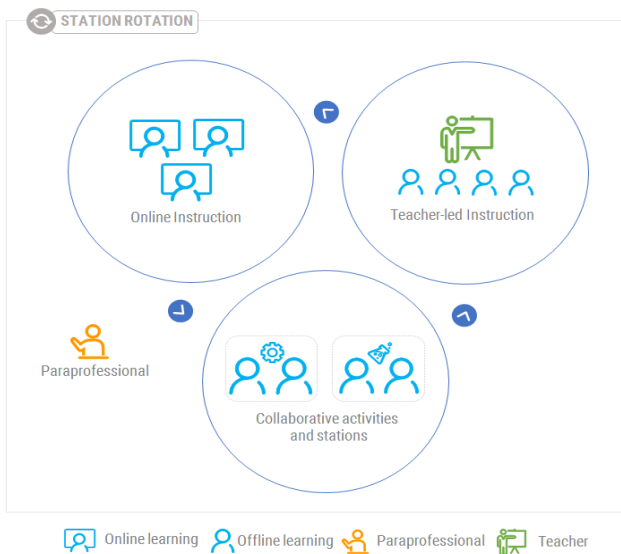 STATION ROTATION
Online Instruction
Teacher-led Instruction
Paraprofessional
Collaborative activities
and stations
Online learning
Offline learning
Paraprofessional
Teacher